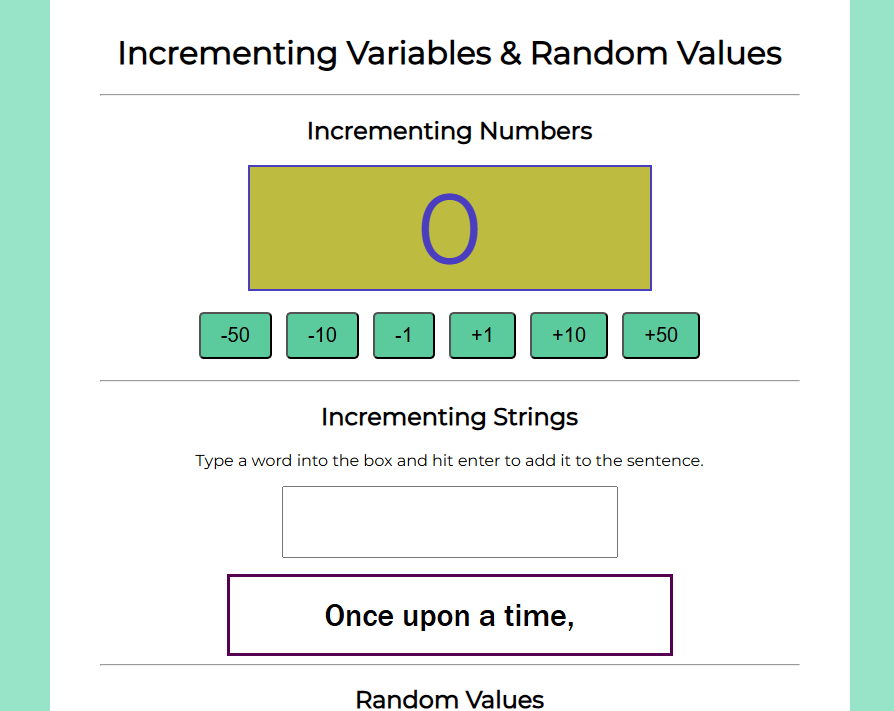 Incrementing Variables & Random Values
Incrementing Numbers
0
-50 -10 -1 +1 +10 +50
Incrementing Strings
Type a word into the box and hit enter to add it to the sentence.
Once upon a time,
Random Values